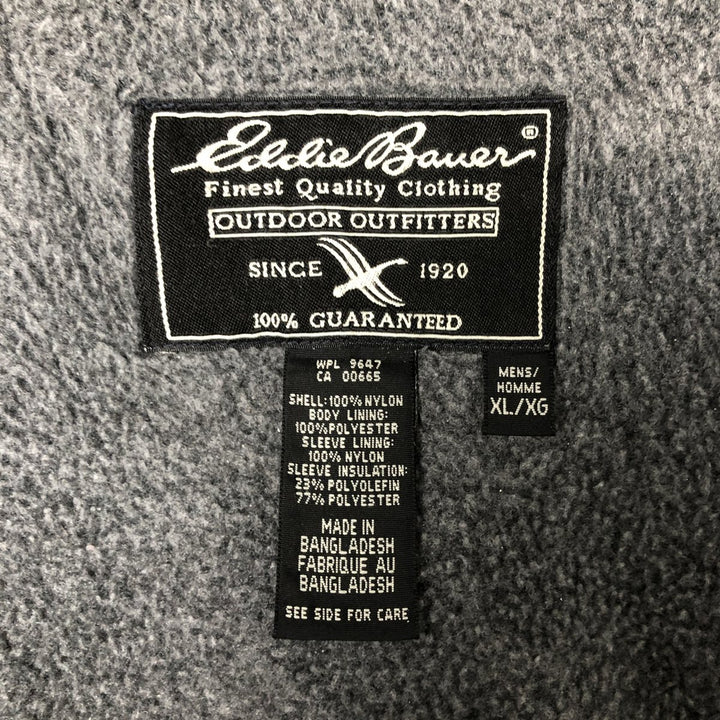 Eddie Bauer ®
Finest Quality Clothing
OUTDOOR OUTFITTERS
SINCE 1920
100% GUARANTEED
WPL 9647
CA 00665
SHELL:100% NYLON
BODY LINING:
100% POLYESTER
SLEEVE LINING:
100% NYLON
SLEEVE INSULATION:
23% POLYOLEFIN
77% POLYESTER
MADE IN
BANGLADESH
FABRIQUE AU
BANGLADESH
SEE SIDE FOR CARE
MENS/
HOMME
XL/XG